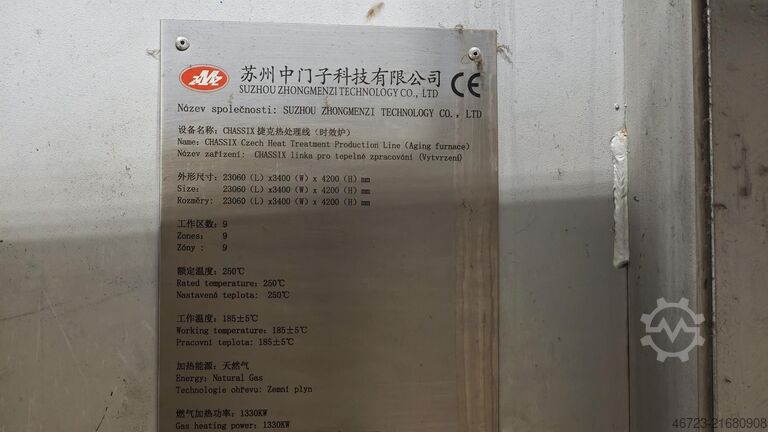 苏州中门子科技有限公司
SUZHOU ZHONGMENZI TECHNOLOGY CO., LTD
Název společnosti: SUZHOU ZHONGMENZI TECHNOLOGY CO., LTD
设备名称: CHASSIX 捷克热处理线 (时效炉)
Name: CHASSIX Czech Heat Treatment Production Line (Aging furnace)
Název zařízení: CHASSIX linka pro tepelné zpracování (Vytvrzení)
外形尺寸: 23060 (L) x3400 (W) x 4200 (H) mm
Size: 23060 (L) x3400 (W) x 4200 (H) mm
Rozměry: 23060 (L) x3400 (W) x 4200 (H) mm
工作区数: 9
Zones: 9
Zóny : 9
额定温度: 250℃
Rated temperature: 250℃
Nastavené teplota: 250℃
工作温度: 185±5℃
Working temperature: 185±5℃
Pracovní teplota: 185±5℃
加热能源: 天然气
Energy: Natural Gas
Technologie ohřevu: Zemní plyn
燃气加热功率: 1330KW
Gas heating power: 1330KW
46723-21680908